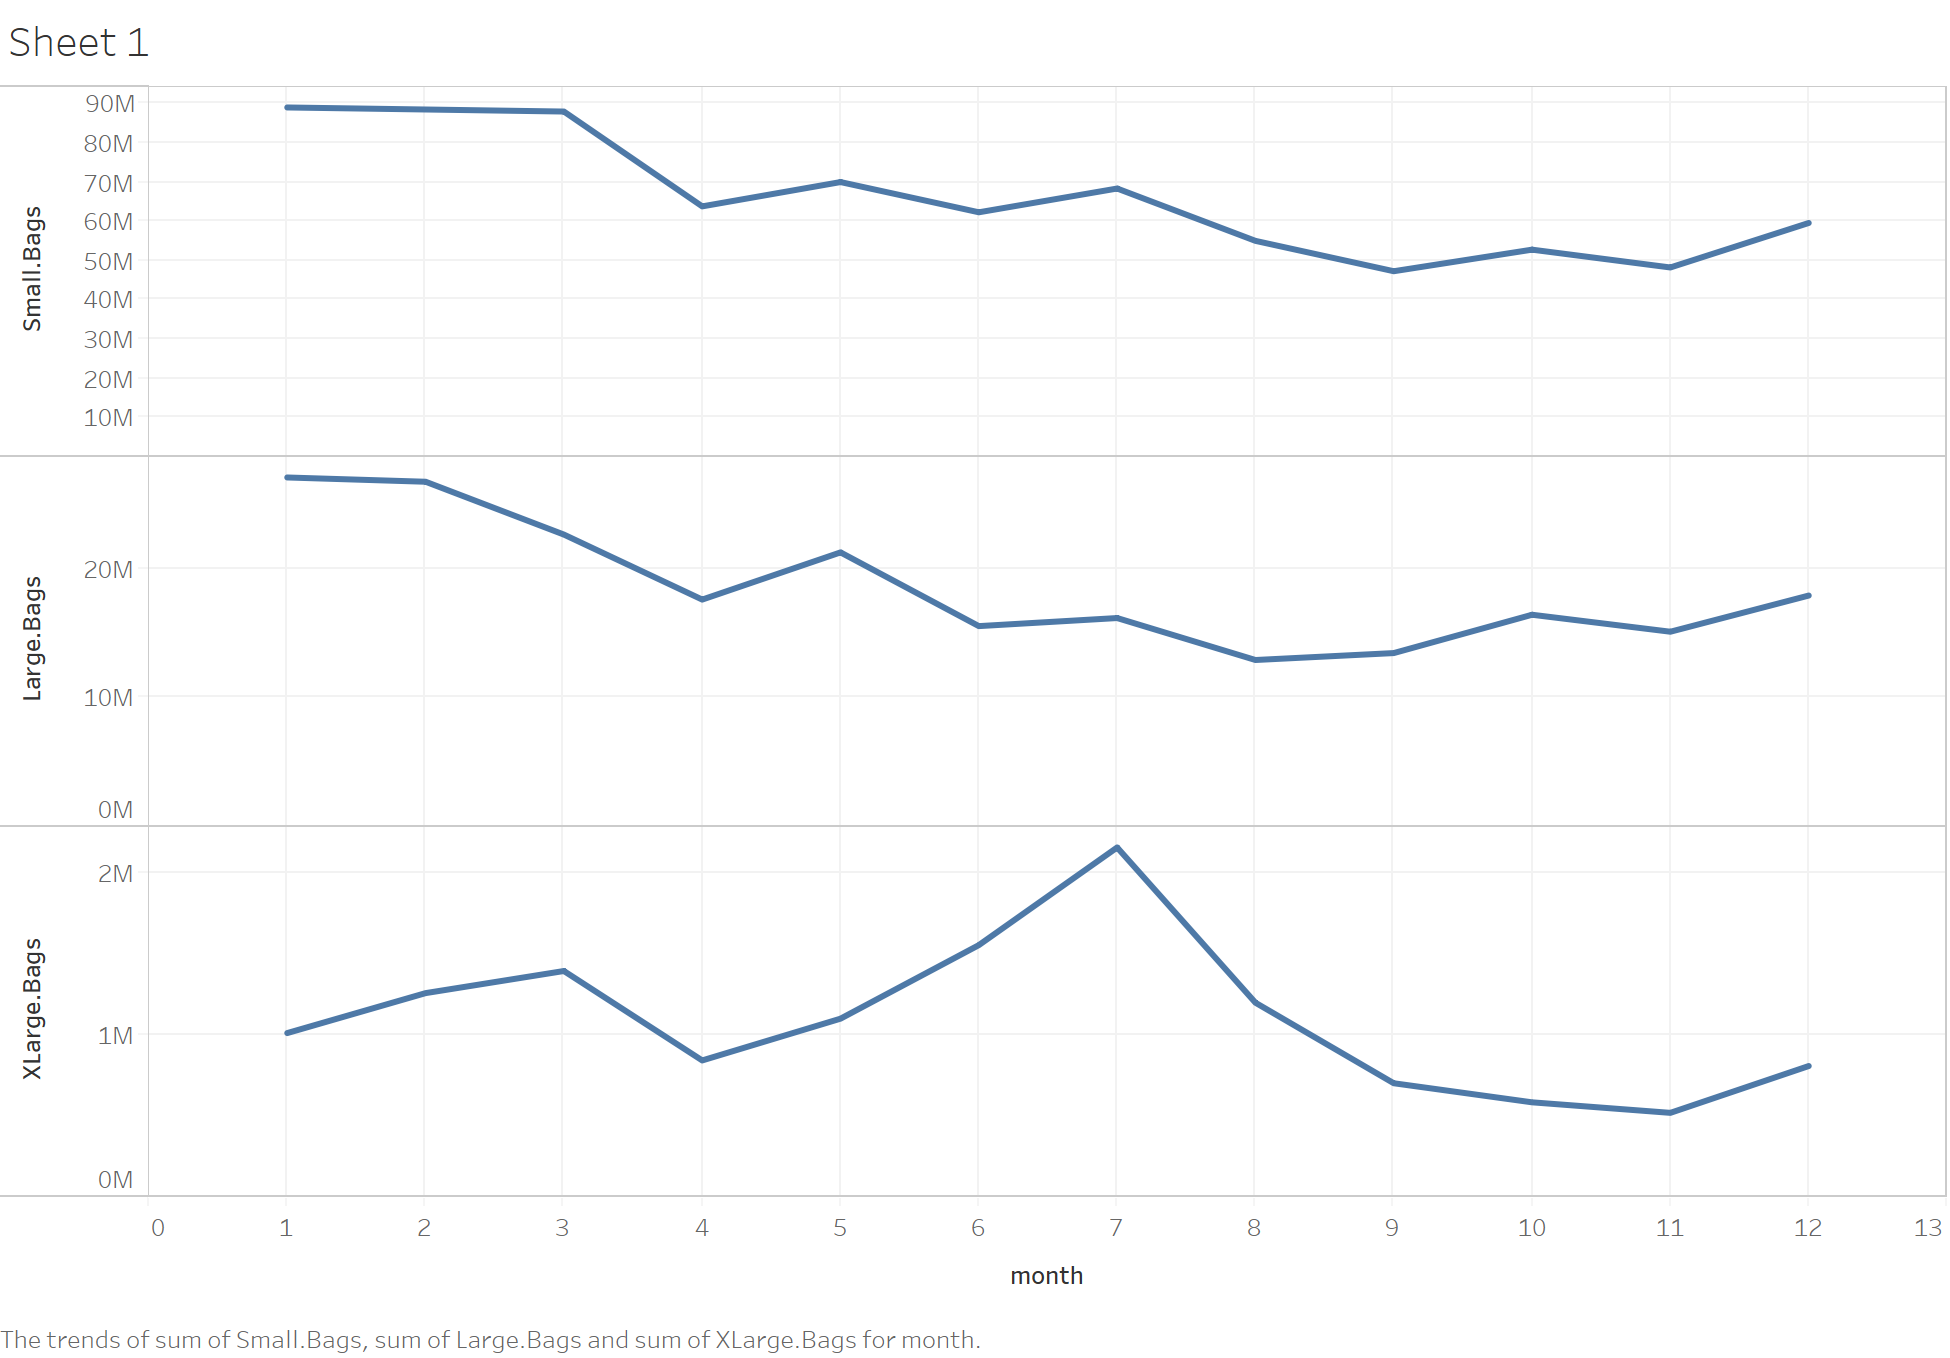 Sheet 1
90M
80M
70M
60M
50M
40M
30M
20M
10M
Small.Bags
20M
10M
0M
Large.Bags
2M
1M
0M
XLarge.Bags
0 1 2 3 4 5 6 7 8 9 10 11 12 13
month
The trends of sum of Small.Bags, sum of Large.Bags and sum of XLarge.Bags for month.